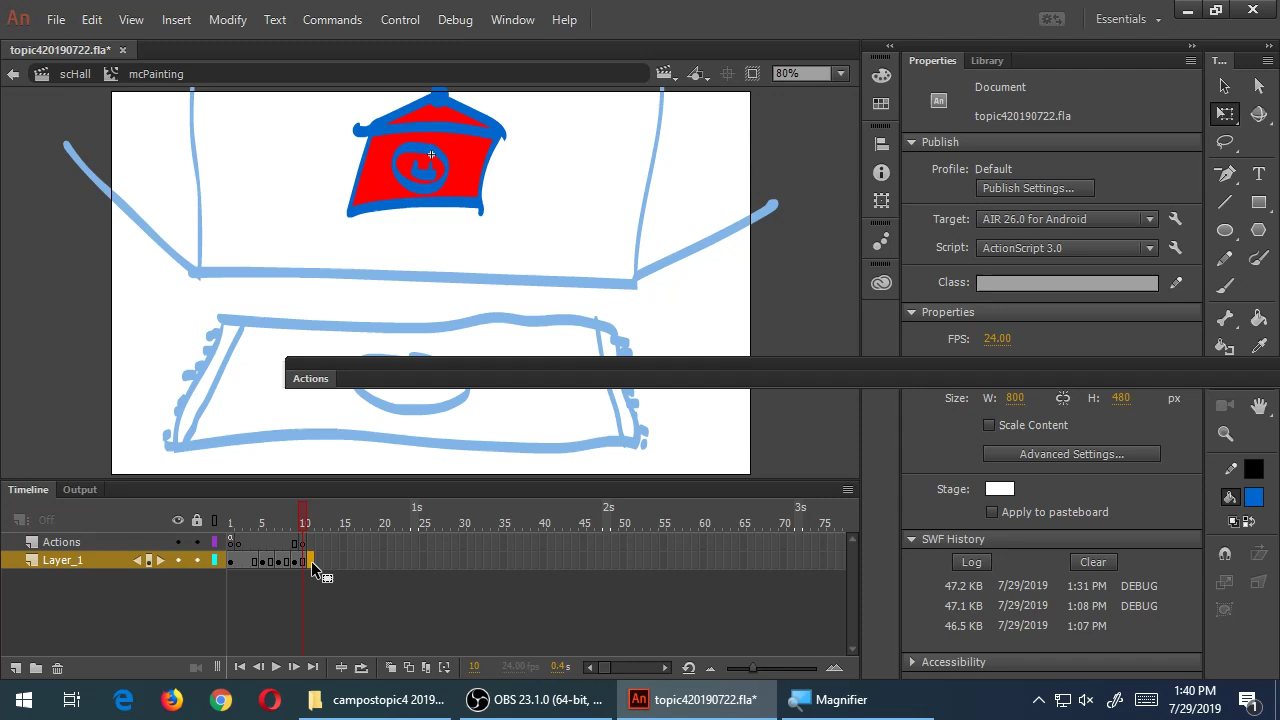 An File Edit View Insert Modify Text Commands Control Debug Window Help Essentials
topic420190722.fla* ×
scHall mcPainting 80%
Properties Library T...
Document
An topic420190722.fla
Publish
Profile: Default
Publish Settings...
Target: AIR 26.0 for Android
Script: ActionScript 3.0
Class:
Properties
FPS: 24.00
Actions
Size: W: 800 H: 480 px
Scale Content
Advanced Settings...
Stage:
Apply to pasteboard
SWF History
Log Clear
47.2 KB 7/29/2019 1:31 PM DEBUG
47.1 KB 7/29/2019 1:08 PM DEBUG
46.5 KB 7/29/2019 1:07 PM
Accessibility
Timeline Output
Off 1s 2s 3s
1 5 10 15 20 25 30 35 40 45 50 55 60 65 70 75
Actions
Layer_1
10 24.00 fps 0.4 s
campostopic4 2019... OBS 23.1.0 (64-bit, ... An topic420190722.fla* Magnifier
1:40 PM
7/29/2019
1